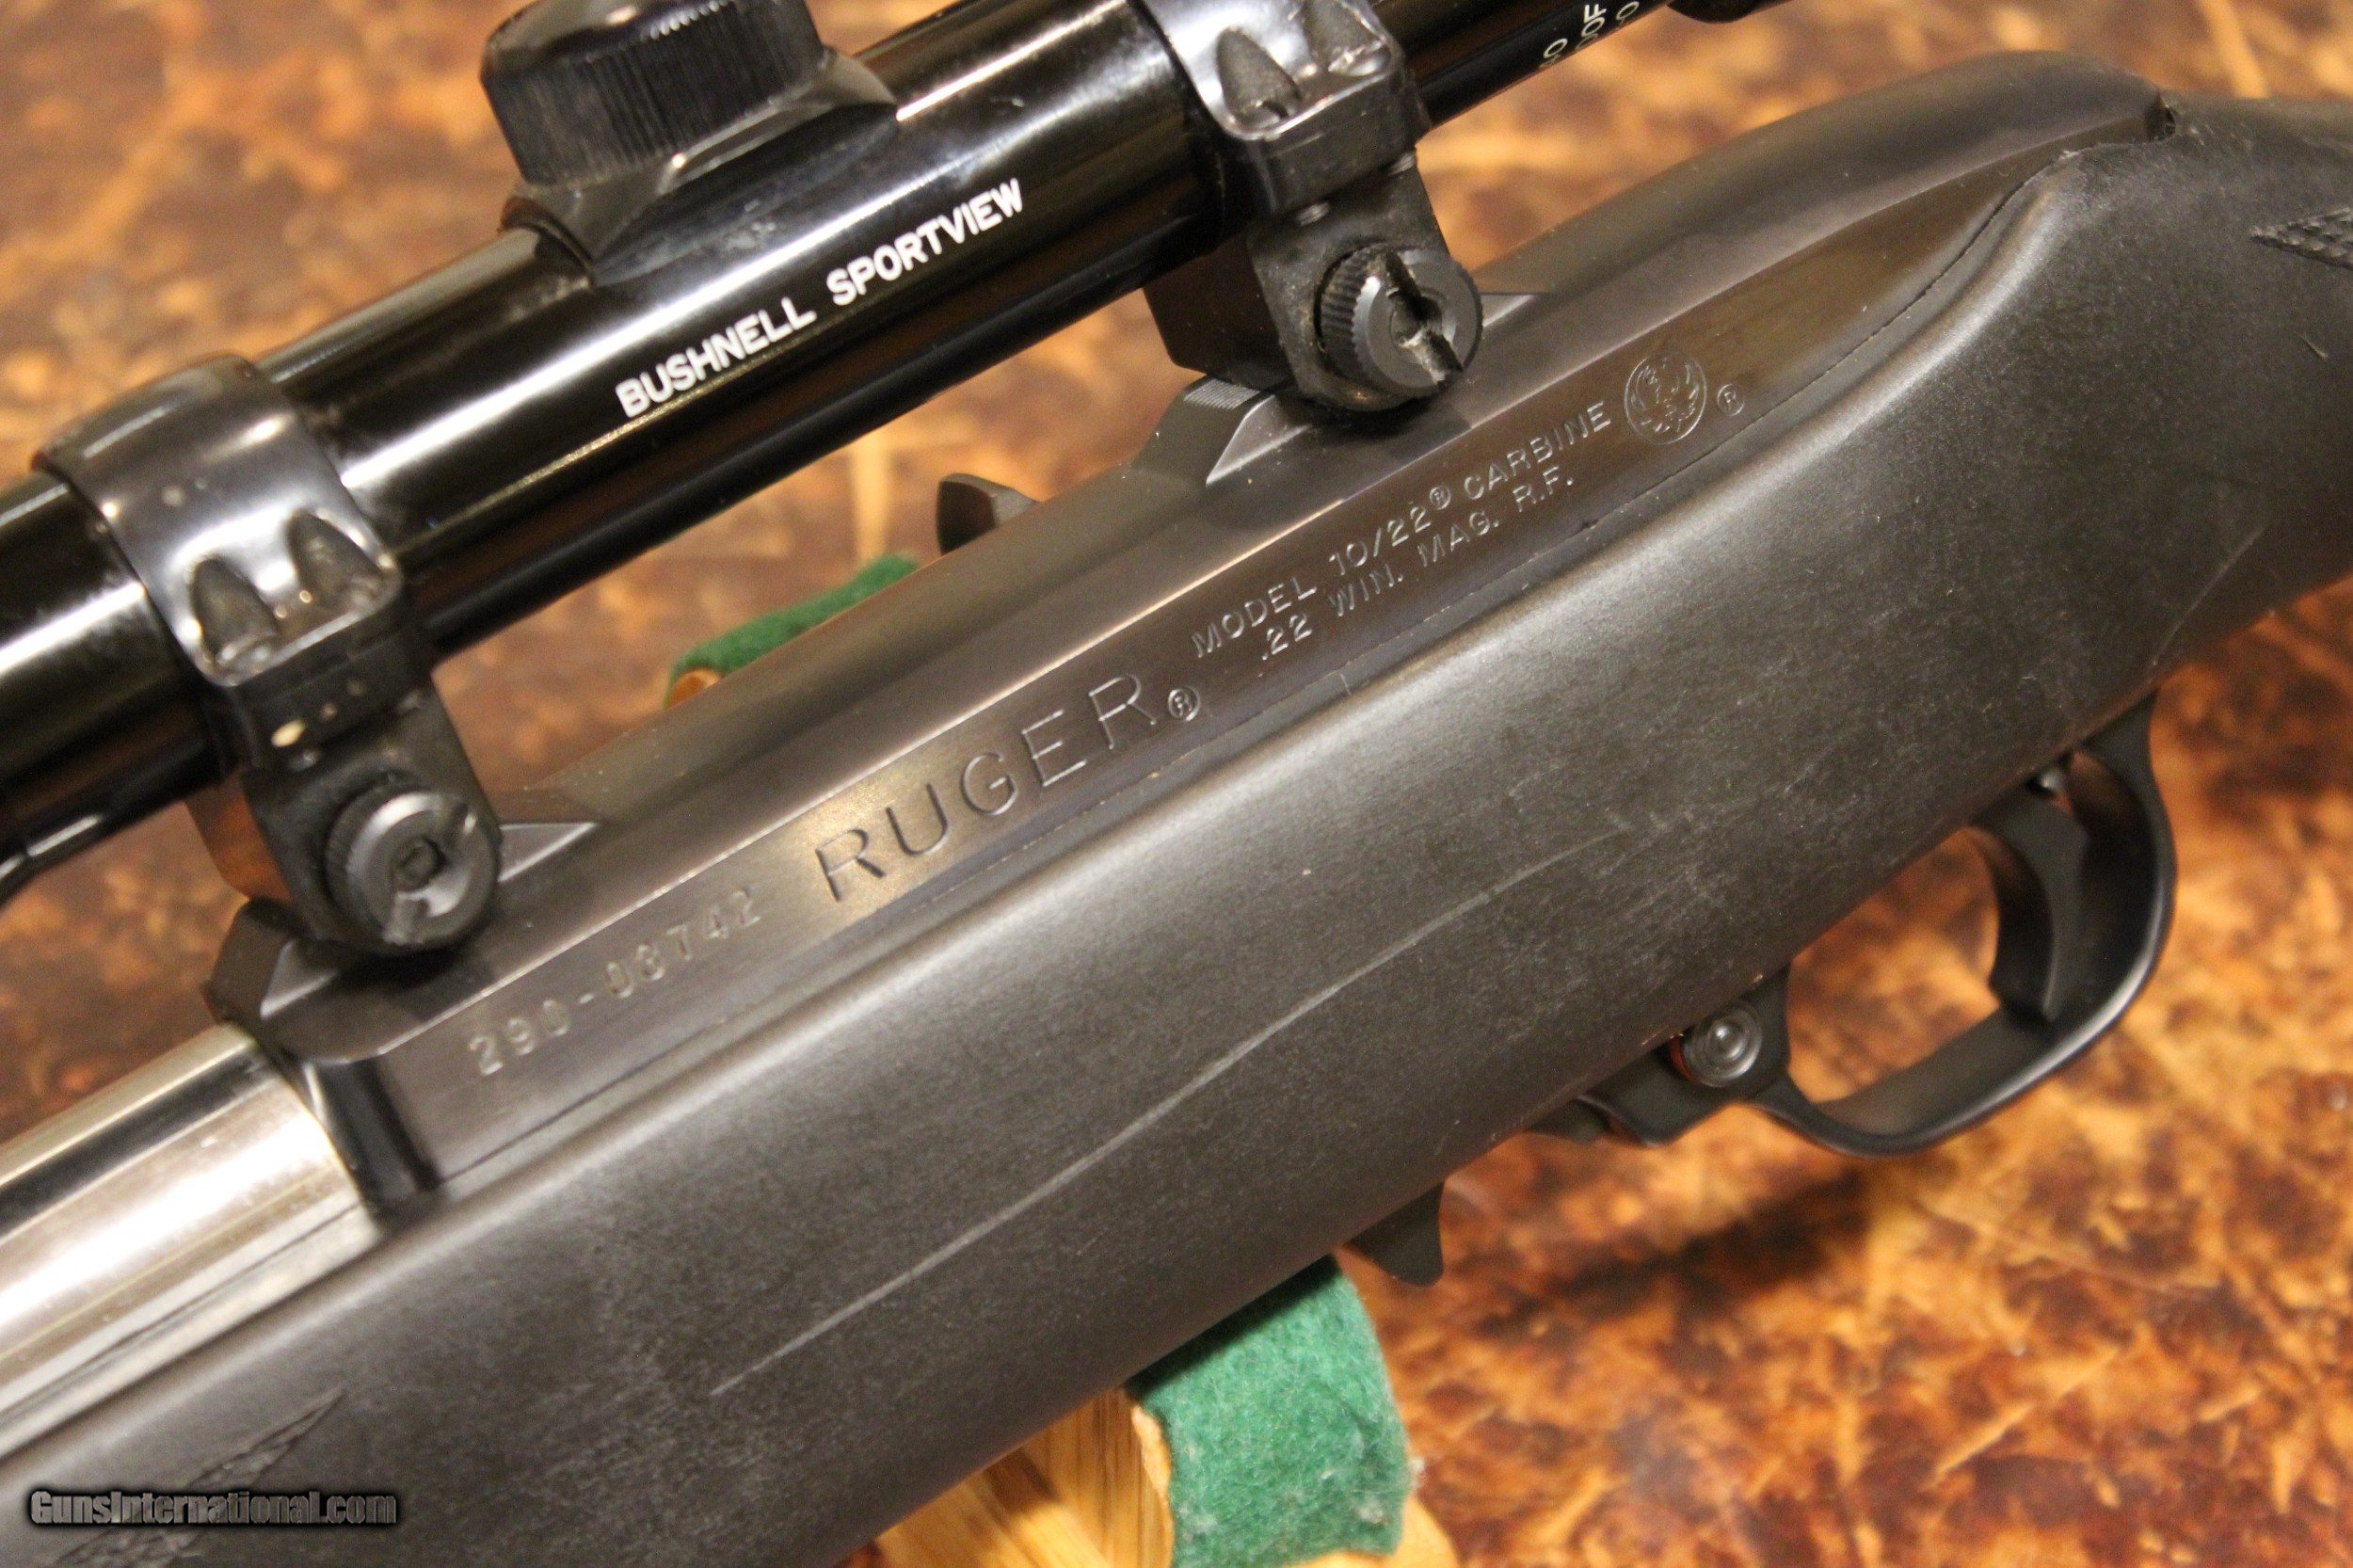 BUSHNELL SPORTVIEW
MODEL 10/22® CARBINE ®
.22 WIN. MAG. R.F.
RUGER®
290-03742
GunsInternational.com